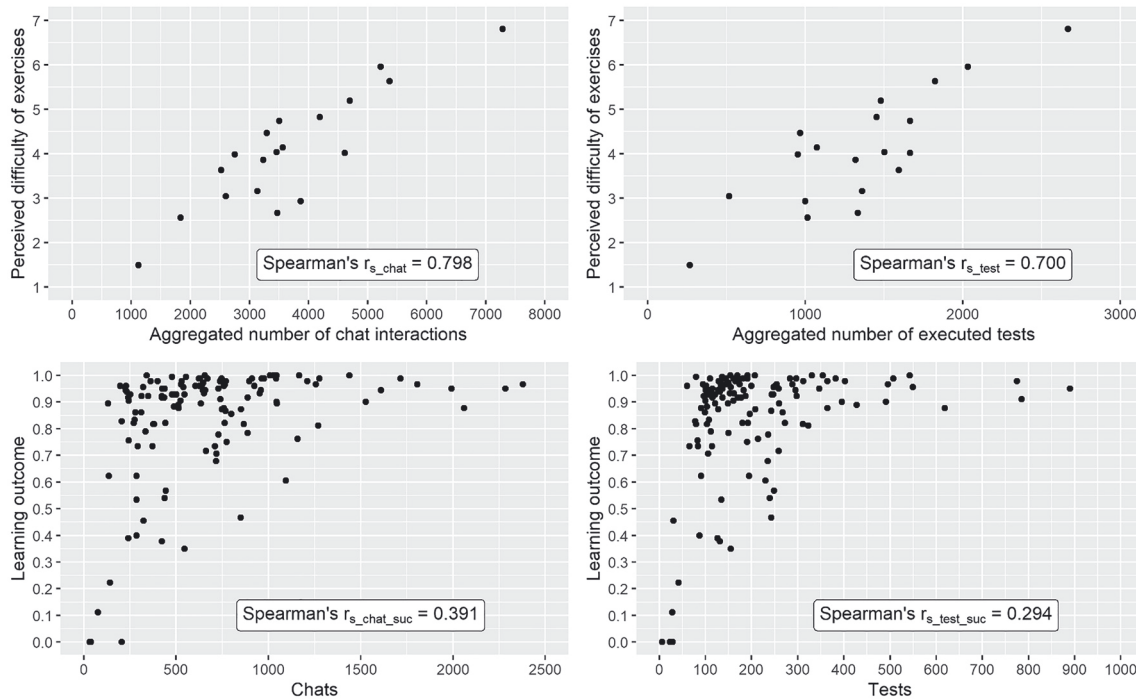 Perceived difficulty of exercises
7
6
5
4
3
2
1
Spearman's r_s_chat = 0.798
0 1000 2000 3000 4000 5000 6000 7000 8000
Aggregated number of chat interactions
Perceived difficulty of exercises
7
6
5
4
3
2
1
Spearman's r_s_test = 0.700
0 1000 2000 3000
Aggregated number of executed tests
Learning outcome
1.0
0.9
0.8
0.7
0.6
0.5
0.4
0.3
0.2
0.1
0.0
Spearman's r_s_chat_suc = 0.391
0 500 1000 1500 2000 2500
Chats
Learning outcome
1.0
0.9
0.8
0.7
0.6
0.5
0.4
0.3
0.2
0.1
0.0
Spearman's r_s_test_suc = 0.294
0 100 200 300 400 500 600 700 800 900 1000
Tests